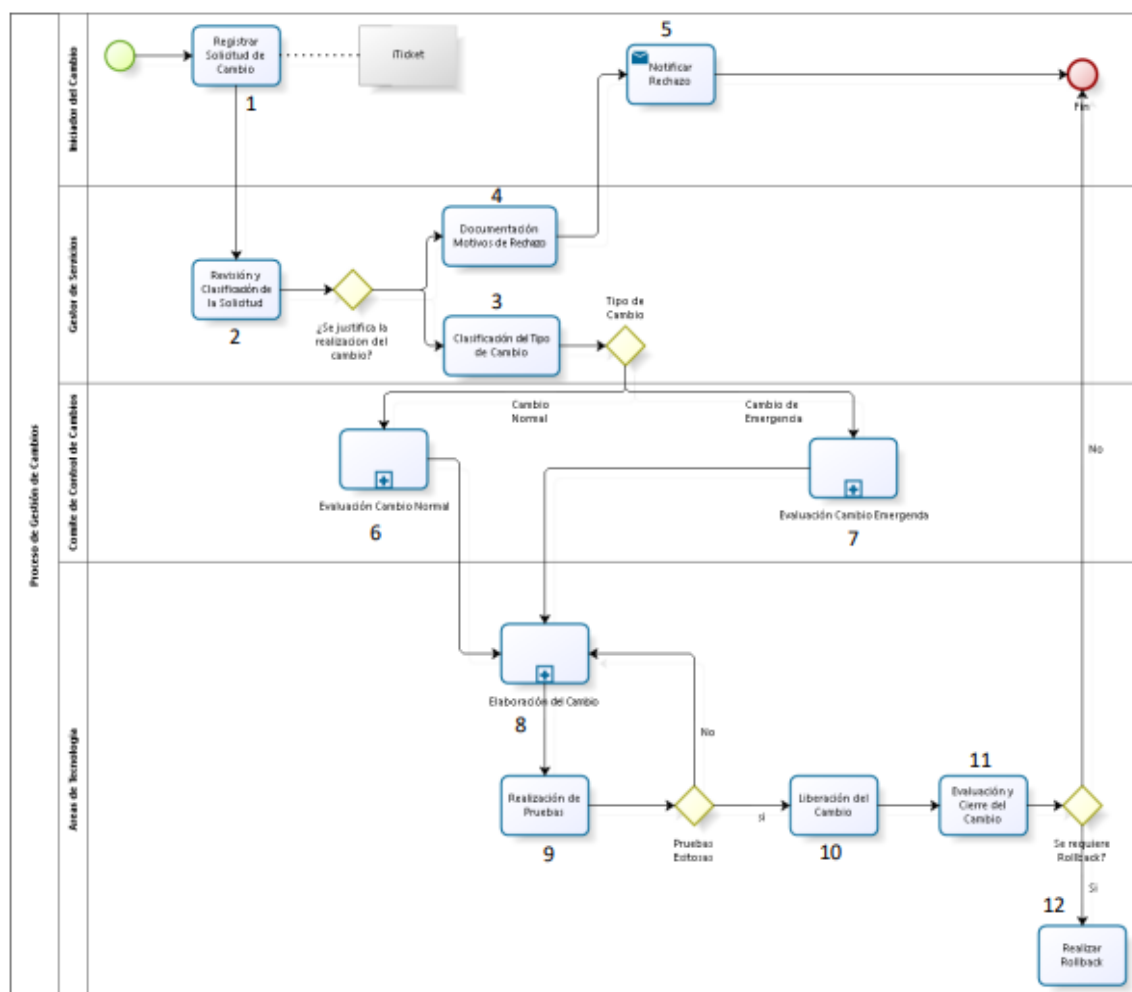 Proceso de Gestión de Cambios
Iniciador del Cambio
Registrar
Solicitud de
Cambio
1
iTicket
5
Notificar
Rechazo
Fin
Gestor de Servicios
Revisión y
Clasificación de
la Solicitud
2
¿Se justifica la
realizacion del
cambio?
4
Documentación
Motivos de Rechazo
3
Clasificación del Tipo
de Cambio
Tipo de
Cambio
Comite de Control de Cambios
Cambio
Normal
Cambio de
Emergencia
Evaluación Cambio Normal
6
Evaluación Cambio Emergenda
7
No
Areas de Tecnología
Elaboración del Cambio
8
No
Realización de
Pruebas
9
Pruebas
Exitosas
si
Liberación del
Cambio
10
11
Evaluación y
Cierre del
Cambio
Se requiere
Rollback?
Si
12
Realizar
Rollback